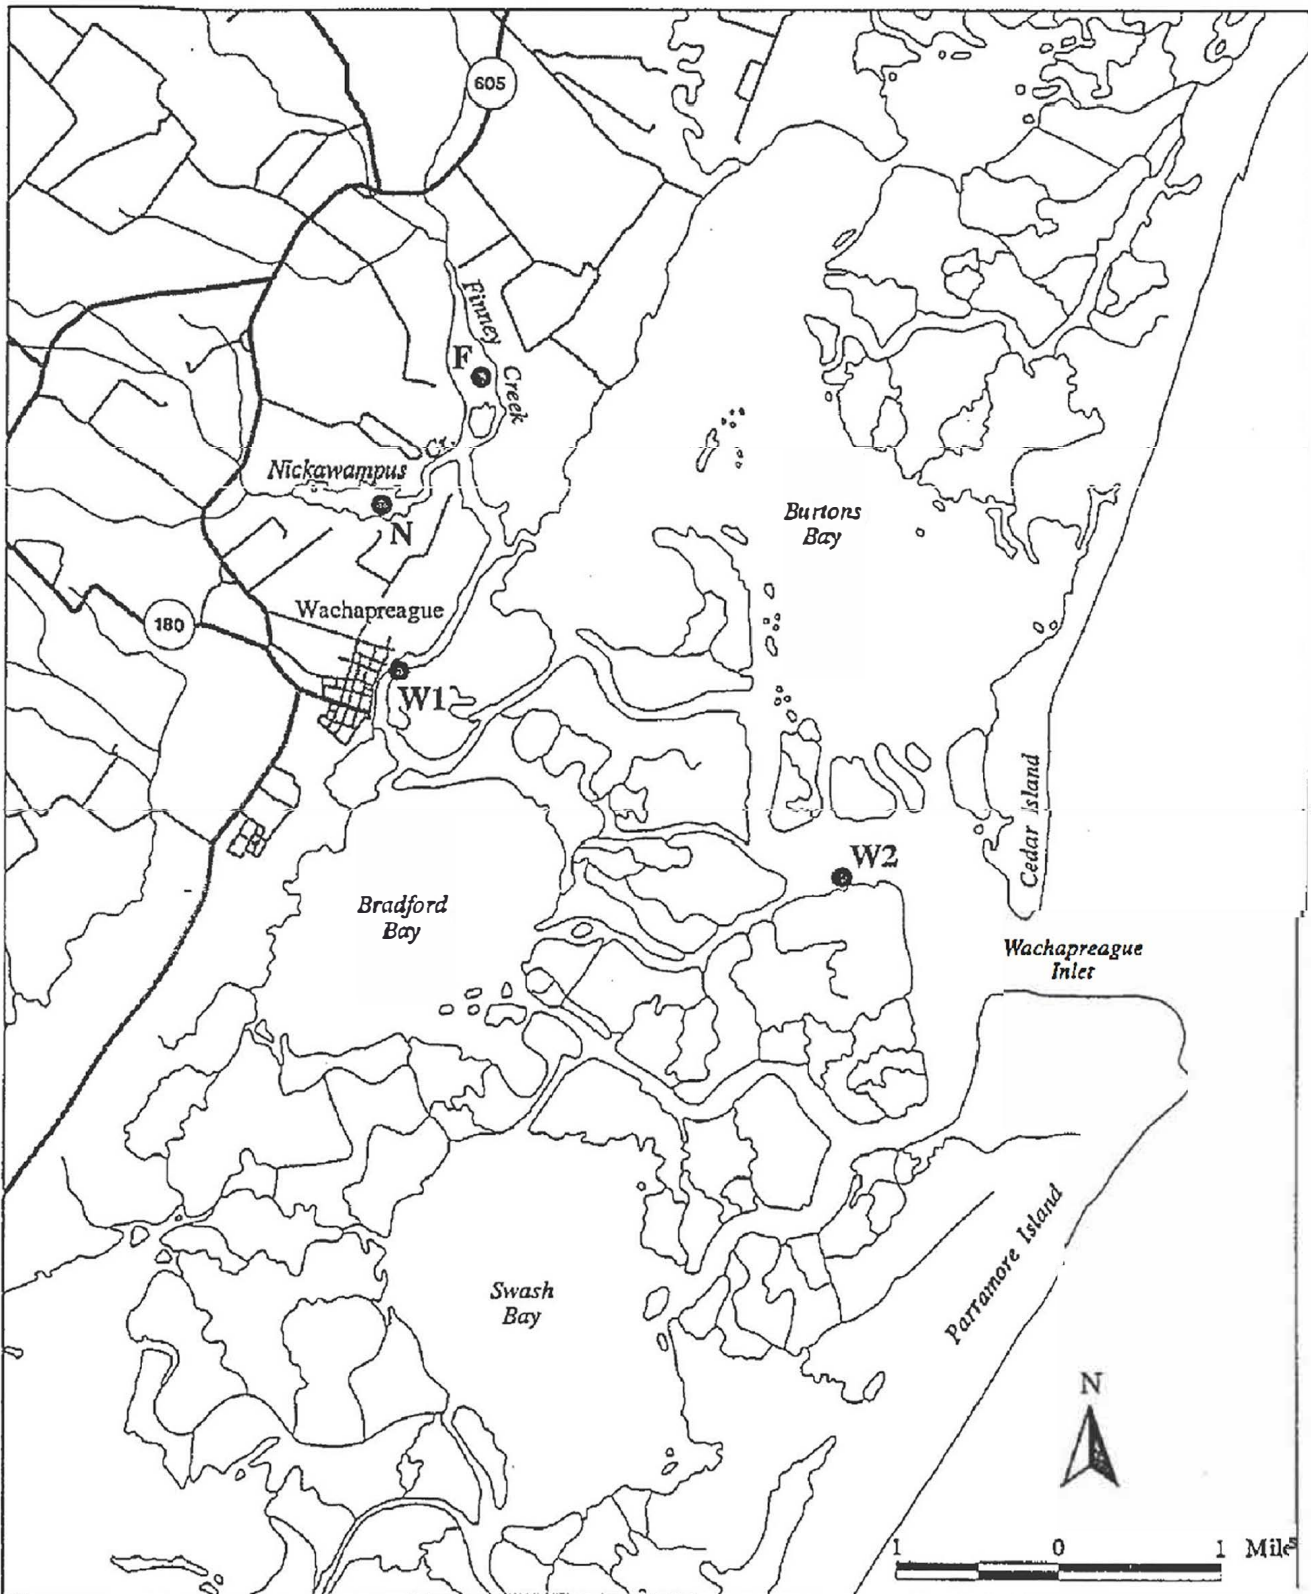 605
Finney
Creek
F
Nickawampus
N
Burtons
Bay
180
Wachapreague
W1
Cedar Island
W2
Bradford
Bay
Wachapreague
Inlet
Parramore Island
Swash
Bay
N
1 0 1 Miles